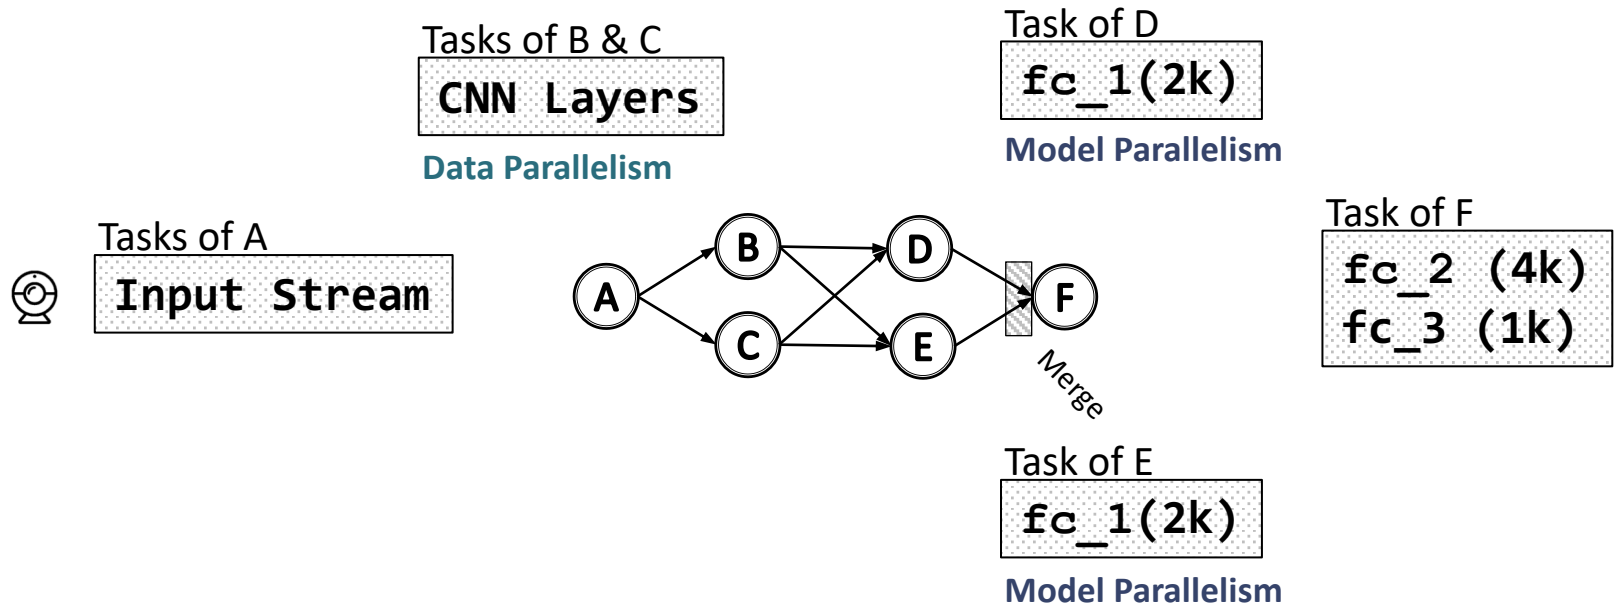 Tasks of B & C
CNN Layers
Data Parallelism
Task of D
fc_1(2k)
Model Parallelism
Tasks of A
Input Stream
A
B
C
D
E
F
Merge
Task of F
fc_2 (4k)
fc_3 (1k)
Task of E
fc_1(2k)
Model Parallelism